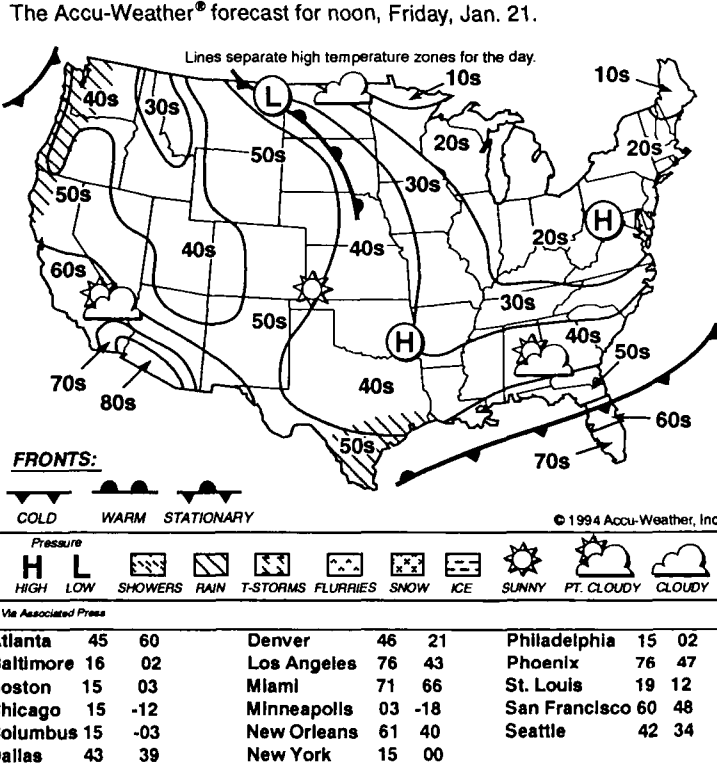 The Accu-Weather® forecast for noon, Friday, Jan. 21.
Lines separate high temperature zones for the day.
10s 10s
40s 30s L
20s 20s
50s
50s 30s
H
40s 40s 20s
60s
50s 30s
H 40s
50s
70s 40s
80s
60s
50s
70s
FRONTS:
COLD WARM STATIONARY
© 1994 Accu-Weather, Inc
Pressure
H L
HIGH LOW SHOWERS RAIN T-STORMS FLURRIES SNOW ICE SUNNY PT. CLOUDY CLOUDY
Via Associated Press
tlanta 45 60 Denver 46 21 Philadelphia 15 02
altimore 16 02 Los Angeles 76 43 Phoenix 76 47
oston 15 03 Miami 71 66 St. Louis 19 12
hicago 15 -12 Minneapolis 03 -18 San Francisco 60 48
olumbus 15 -03 New Orleans 61 40 Seattle 42 34
allas 43 39 New York 15 00